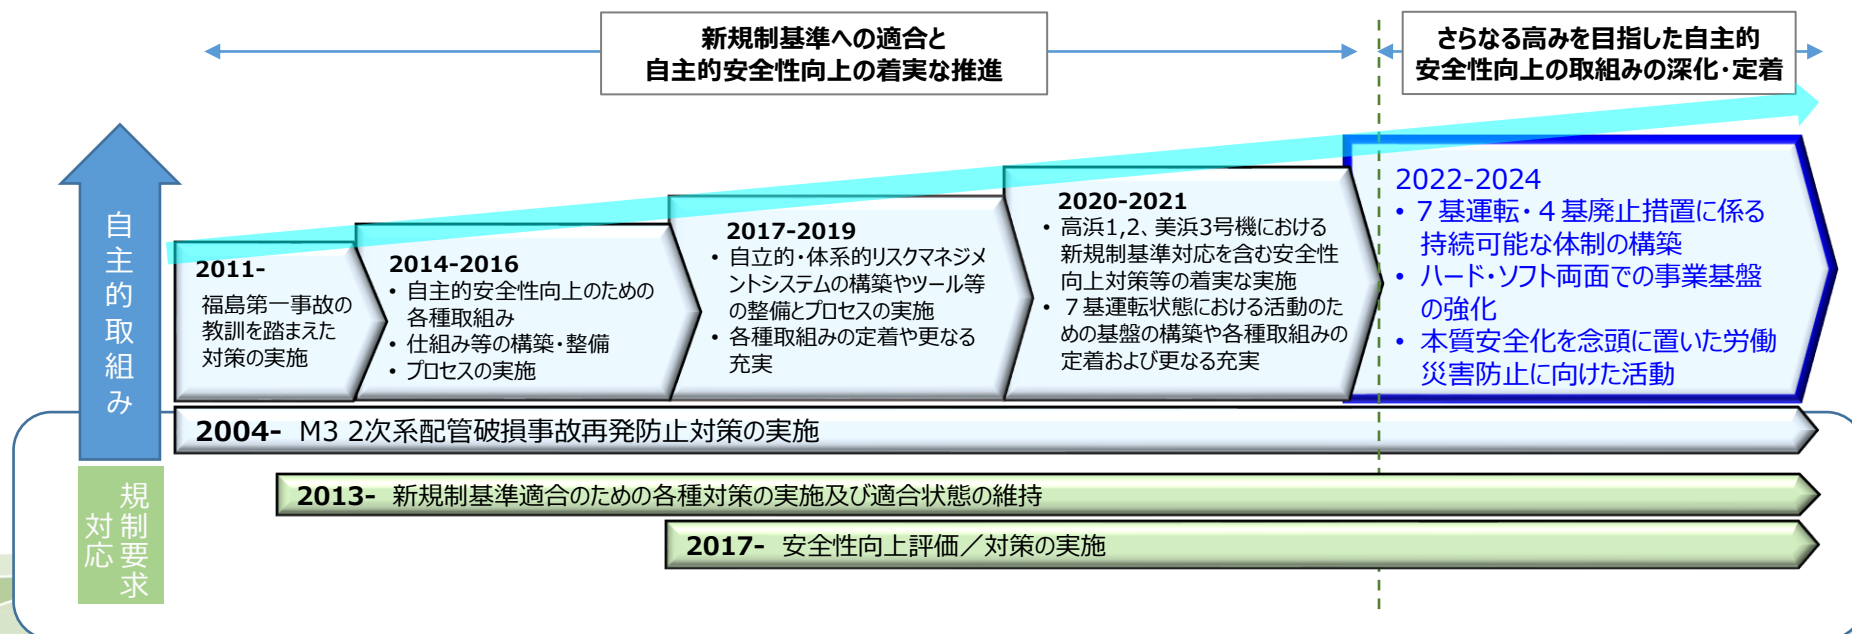 新規制基準への適合と
自主的安全性向上の着実な推進
さらなる高みを目指した自主的
安全性向上の取組みの深化・定着
自主的取組み
2011-
福島第一事故の
教訓を踏まえた
対策の実施
2014-2016
• 自主的安全性向上のための
各種取組み
• 仕組み等の構築・整備
• プロセスの実施
2017-2019
• 自立的・体系的リスクマネジメ
ントシステムの構築やツール等
の整備とプロセスの実施
• 各種取組みの定着や更なる
充実
2020-2021
• 高浜1,2、美浜3号機における
新規制基準対応を含む安全性
向上対策等の着実な実施
• ７基運転状態における活動のた
めの基盤の構築や各種取組みの
定着および更なる充実
2022-2024
• ７基運転・４基廃止措置に係る
持続可能な体制の構築
• ハード・ソフト両面での事業基盤
の強化
• 本質安全化を念頭に置いた労働
災害防止に向けた活動
2004- M3 2次系配管破損事故再発防止対策の実施
規制要求
対応
2013- 新規制基準適合のための各種対策の実施及び適合状態の維持
2017- 安全性向上評価／対策の実施